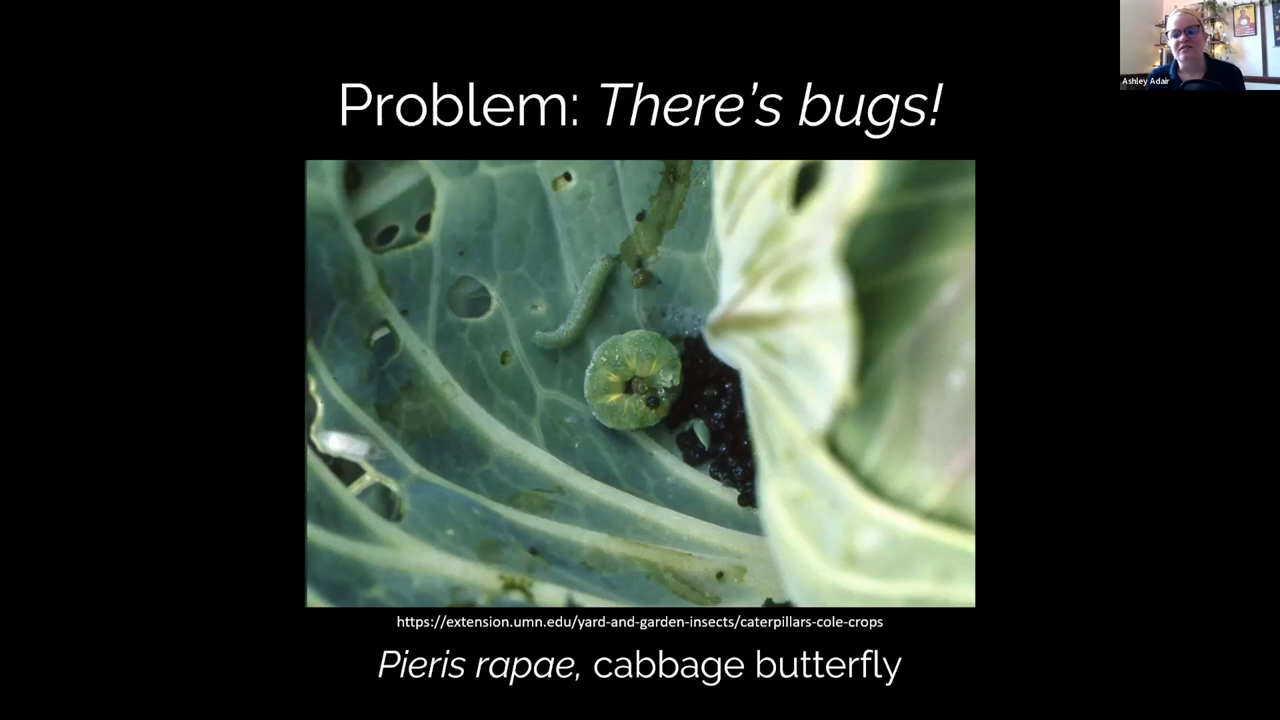 Ashley Adair
Problem: There's bugs!
https://extension.umn.edu/yard-and-garden-insects/caterpillars-cole-crops
Pieris rapae, cabbage butterfly